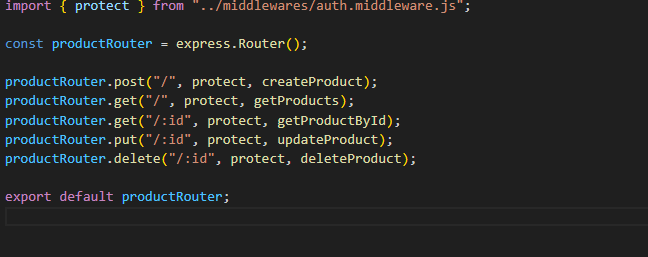 import { protect } from "../middlewares/auth.middleware.js";
const productRouter = express.Router();
productRouter.post("/", protect, createProduct);
productRouter.get("/", protect, getProducts);
productRouter.get("/:id", protect, getProductById);
productRouter.put("/:id", protect, updateProduct);
productRouter.delete("/:id", protect, deleteProduct);
export default productRouter;